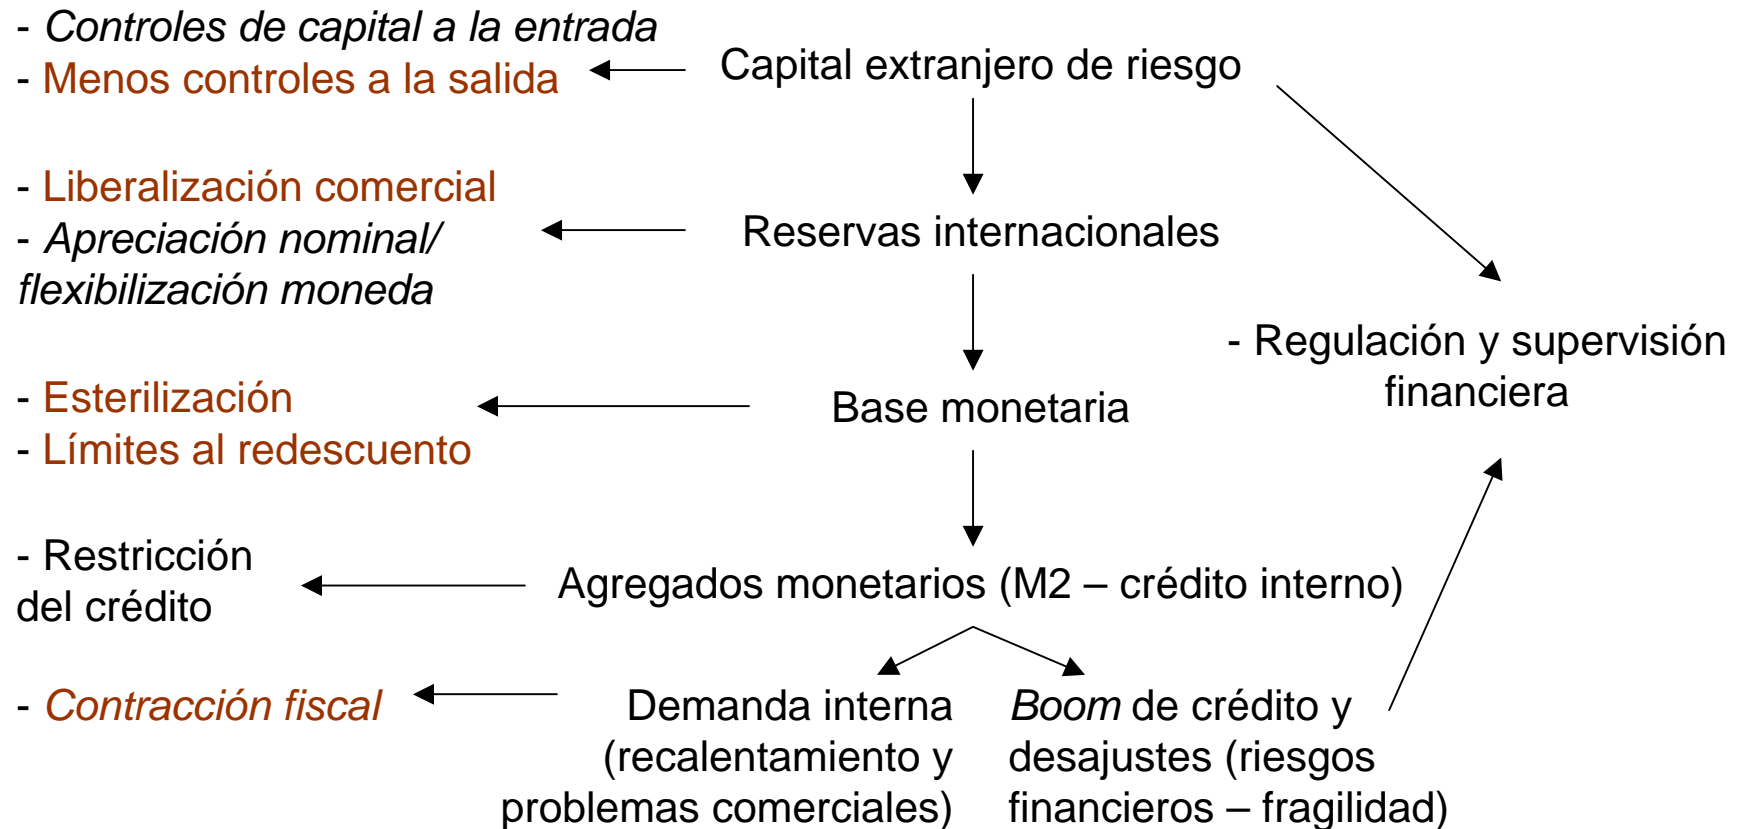 - Controles de capital a la entrada
- Menos controles a la salida
Capital extranjero de riesgo
- Liberalización comercial
- Apreciación nominal/
flexibilización moneda
Reservas internacionales
- Regulación y supervisión
financiera
- Esterilización
- Límites al redescuento
Base monetaria
- Restricción
del crédito
Agregados monetarios (M2 – crédito interno)
- Contracción fiscal
Demanda interna
(recalentamiento y
problemas comerciales)
Boom de crédito y
desajustes (riesgos
financieros – fragilidad)